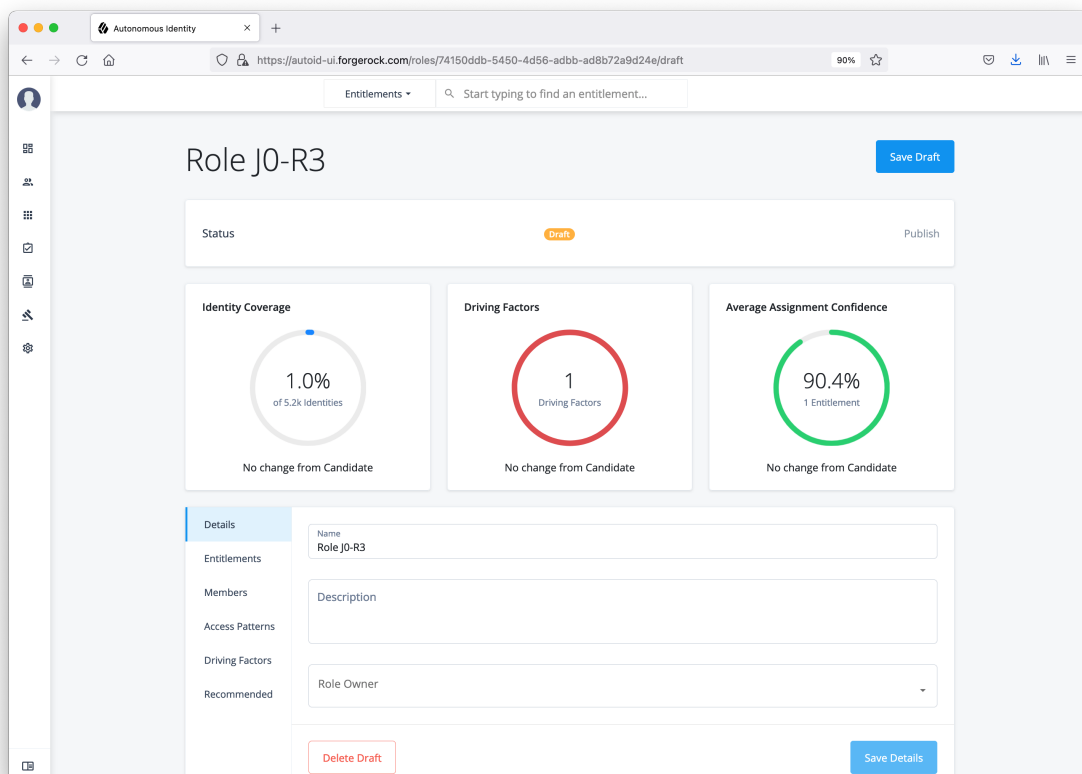 Autonomous Identity
https://autoid-ui.forgerock.com/roles/74150ddb-5450-4d56-adbb-ad8b72a9d24e/draft
90%
Entitlements
Start typing to find an entitlement...
Role J0-R3
Save Draft
Status
Draft
Publish
Identity Coverage
1.0%
of 5.2k Identities
No change from Candidate
Driving Factors
1
Driving Factors
No change from Candidate
Average Assignment Confidence
90.4%
1 Entitlement
No change from Candidate
Details
Entitlements
Members
Access Patterns
Driving Factors
Recommended
Name
Role J0-R3
Description
Role Owner
Delete Draft
Save Details